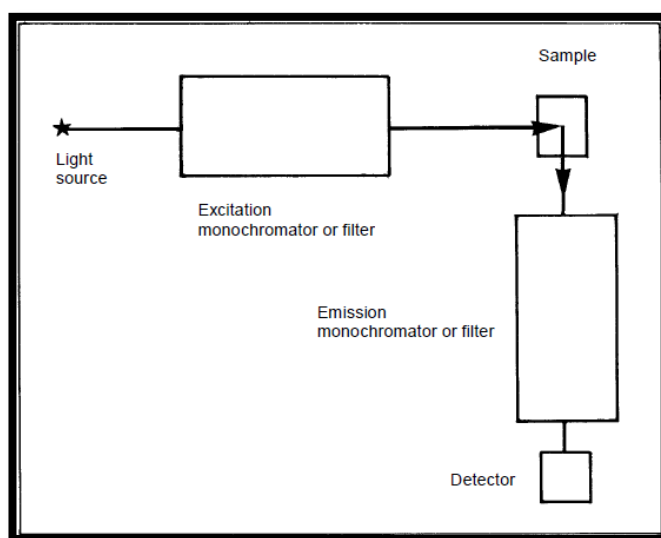 Sample
Light
source
Excitation
monochromator or filter
Emission
monochromator or filter
Detector